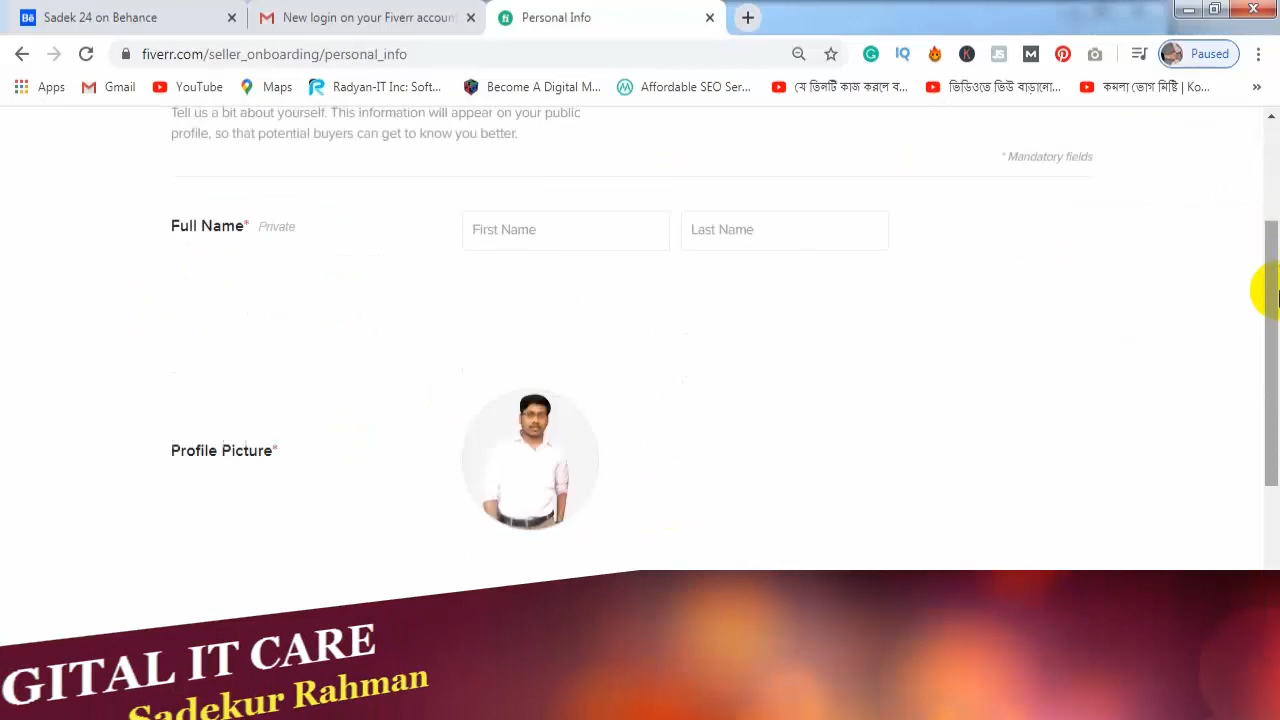 Bē Sadek 24 on Behance
New login on your Fiverr account
fi Personal Info
fiverr.com/seller_onboarding/personal_info
Paused
Apps
Gmail
YouTube
Maps
Radyan-IT Inc: Soft...
Become A Digital M...
Affordable SEO Ser...
যে তিনটি কাজ করলে ব...
ভিডিওতে ভিউ বাড়ানো...
কমলা ভোগ মিষ্টি | Ko...
»
Tell us a bit about yourself. This information will appear on your public
profile, so that potential buyers can get to know you better.
* Mandatory fields
Full Name* Private
First Name
Last Name
Profile Picture*
GITAL IT CARE
Sadekur Rahman